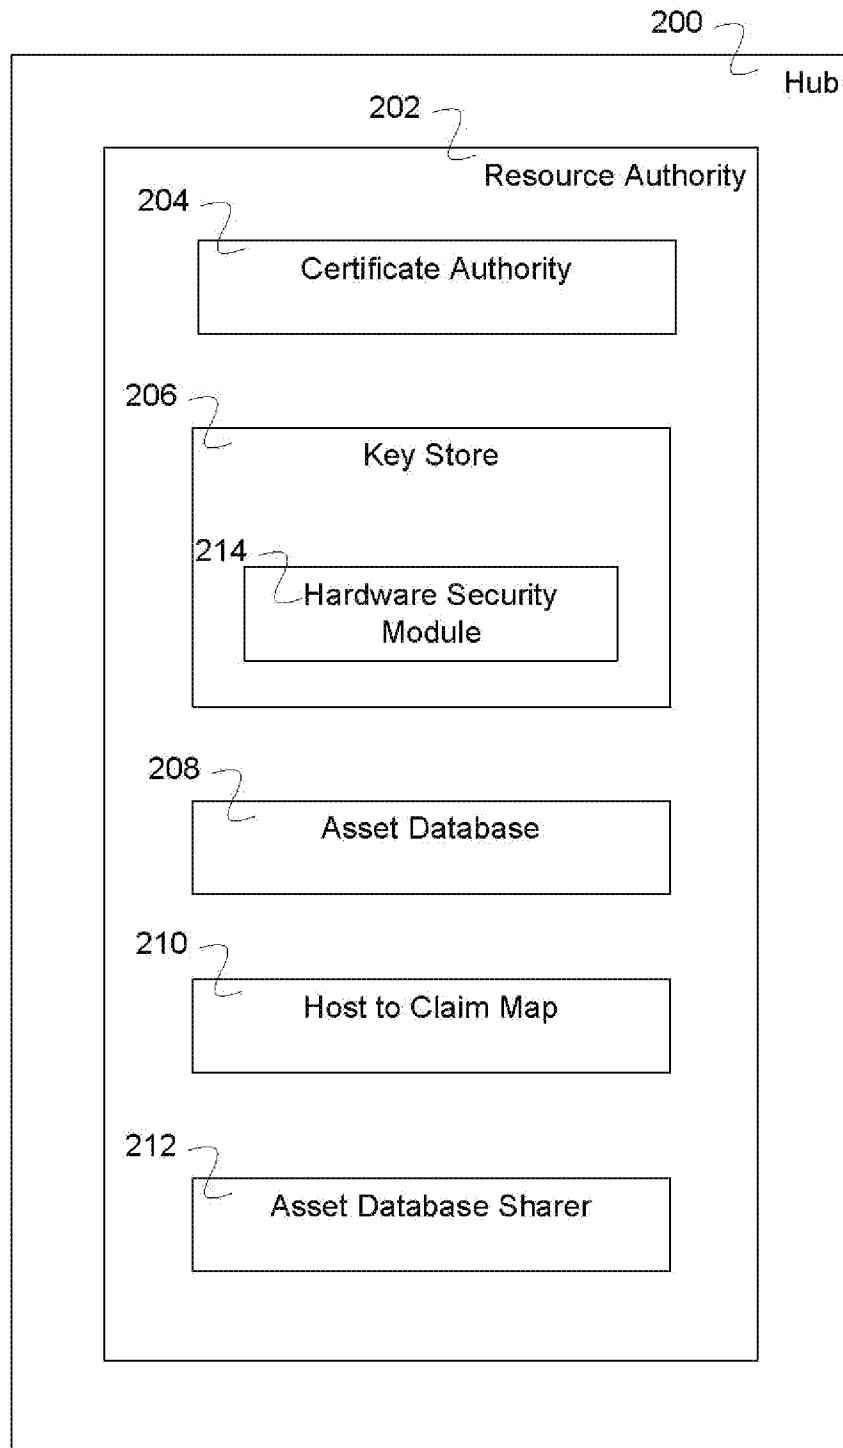 200
Hub
202
Resource Authority
204
Certificate Authority
206
Key Store
214
Hardware Security
Module
208
Asset Database
210
Host to Claim Map
212
Asset Database Sharer